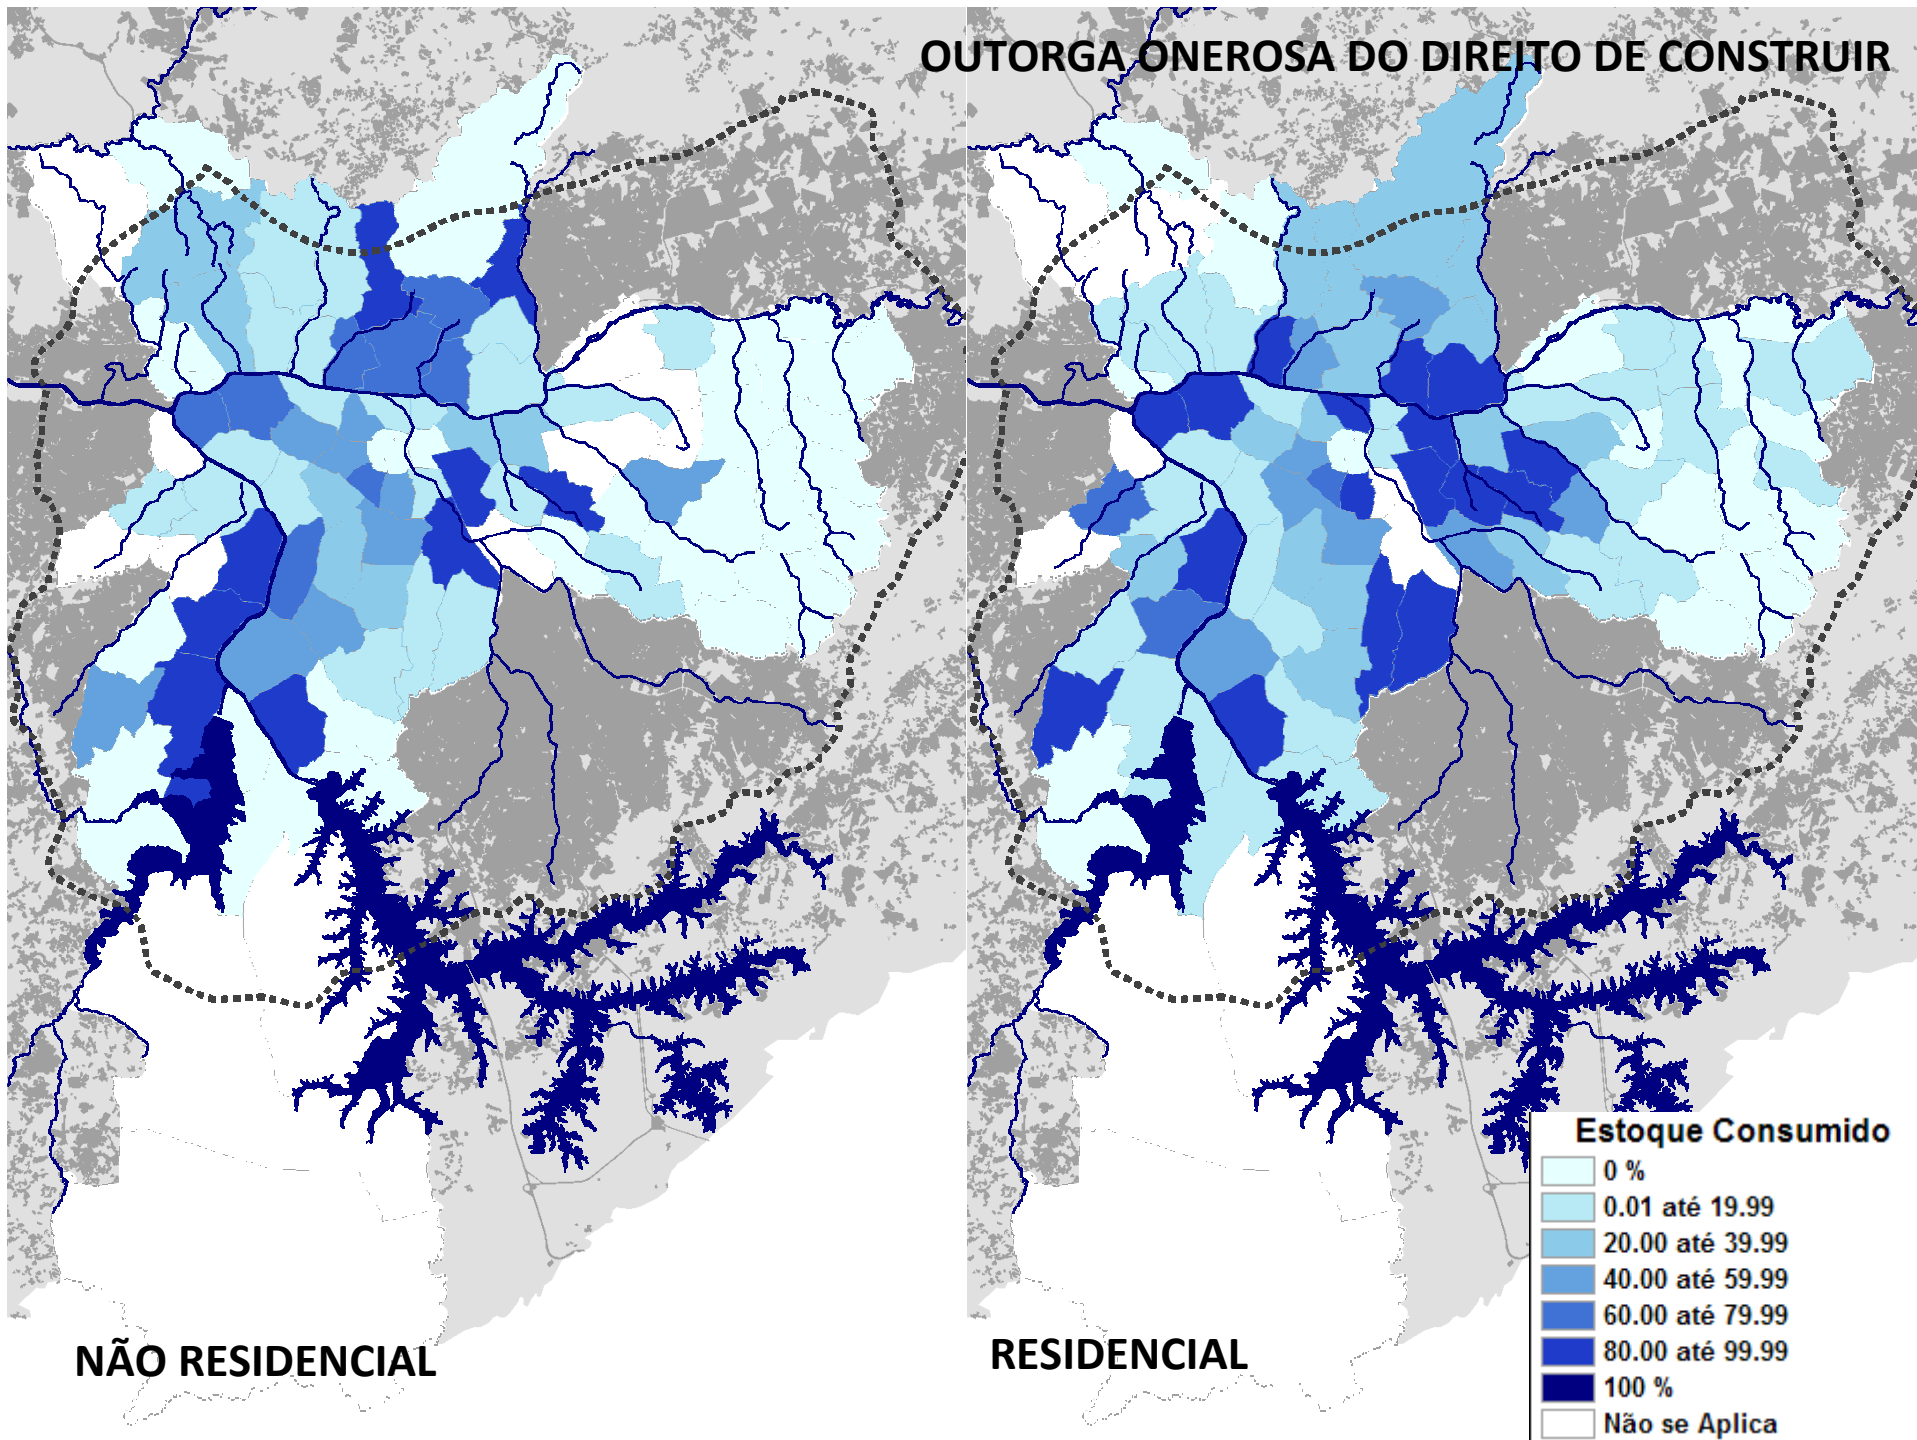 OUTORGA ONEROSA DO DIREITO DE CONSTRUIR
NÃO RESIDENCIAL
RESIDENCIAL
Estoque Consumido
0 %
0.01 até 19.99
20.00 até 39.99
40.00 até 59.99
60.00 até 79.99
80.00 até 99.99
100 %
Não se Aplica